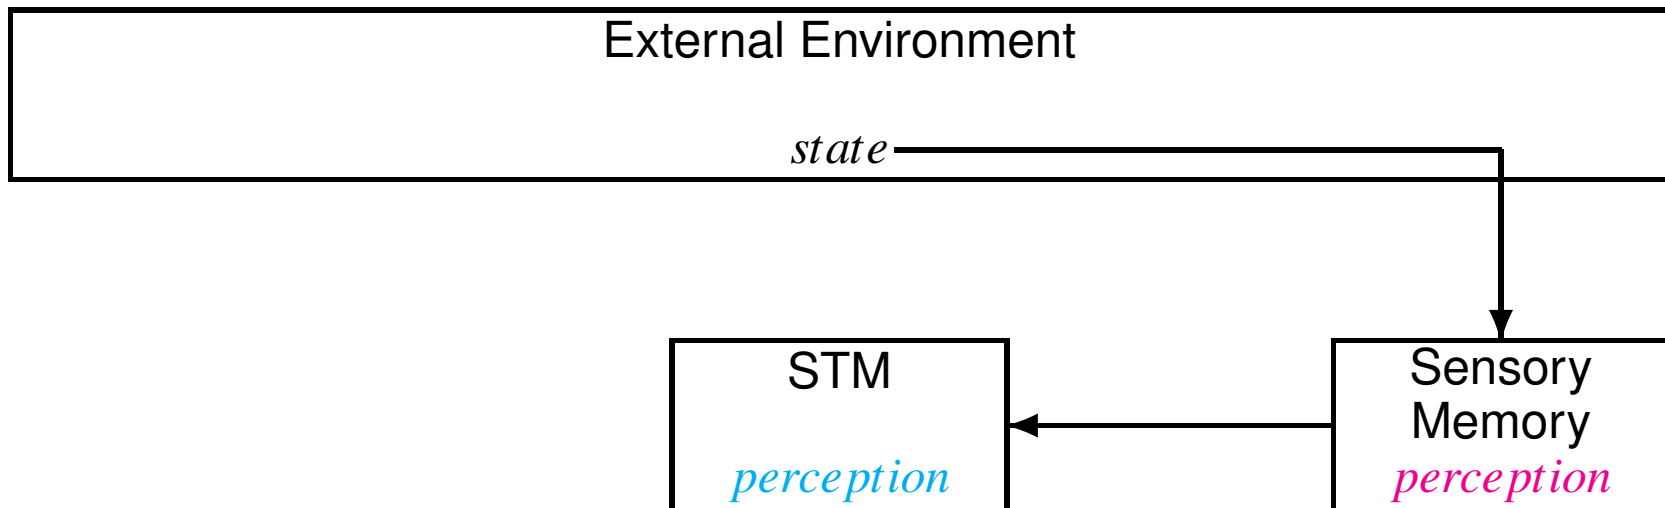 External Environment
state
STM
perception
Sensory
Memory
perception